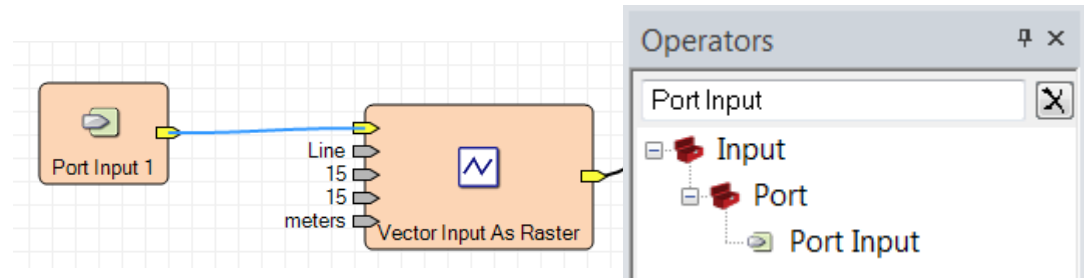 Port Input 1
Line
15
15
meters
Vector Input As Raster
Operators
Port Input
Input
Port
Port Input